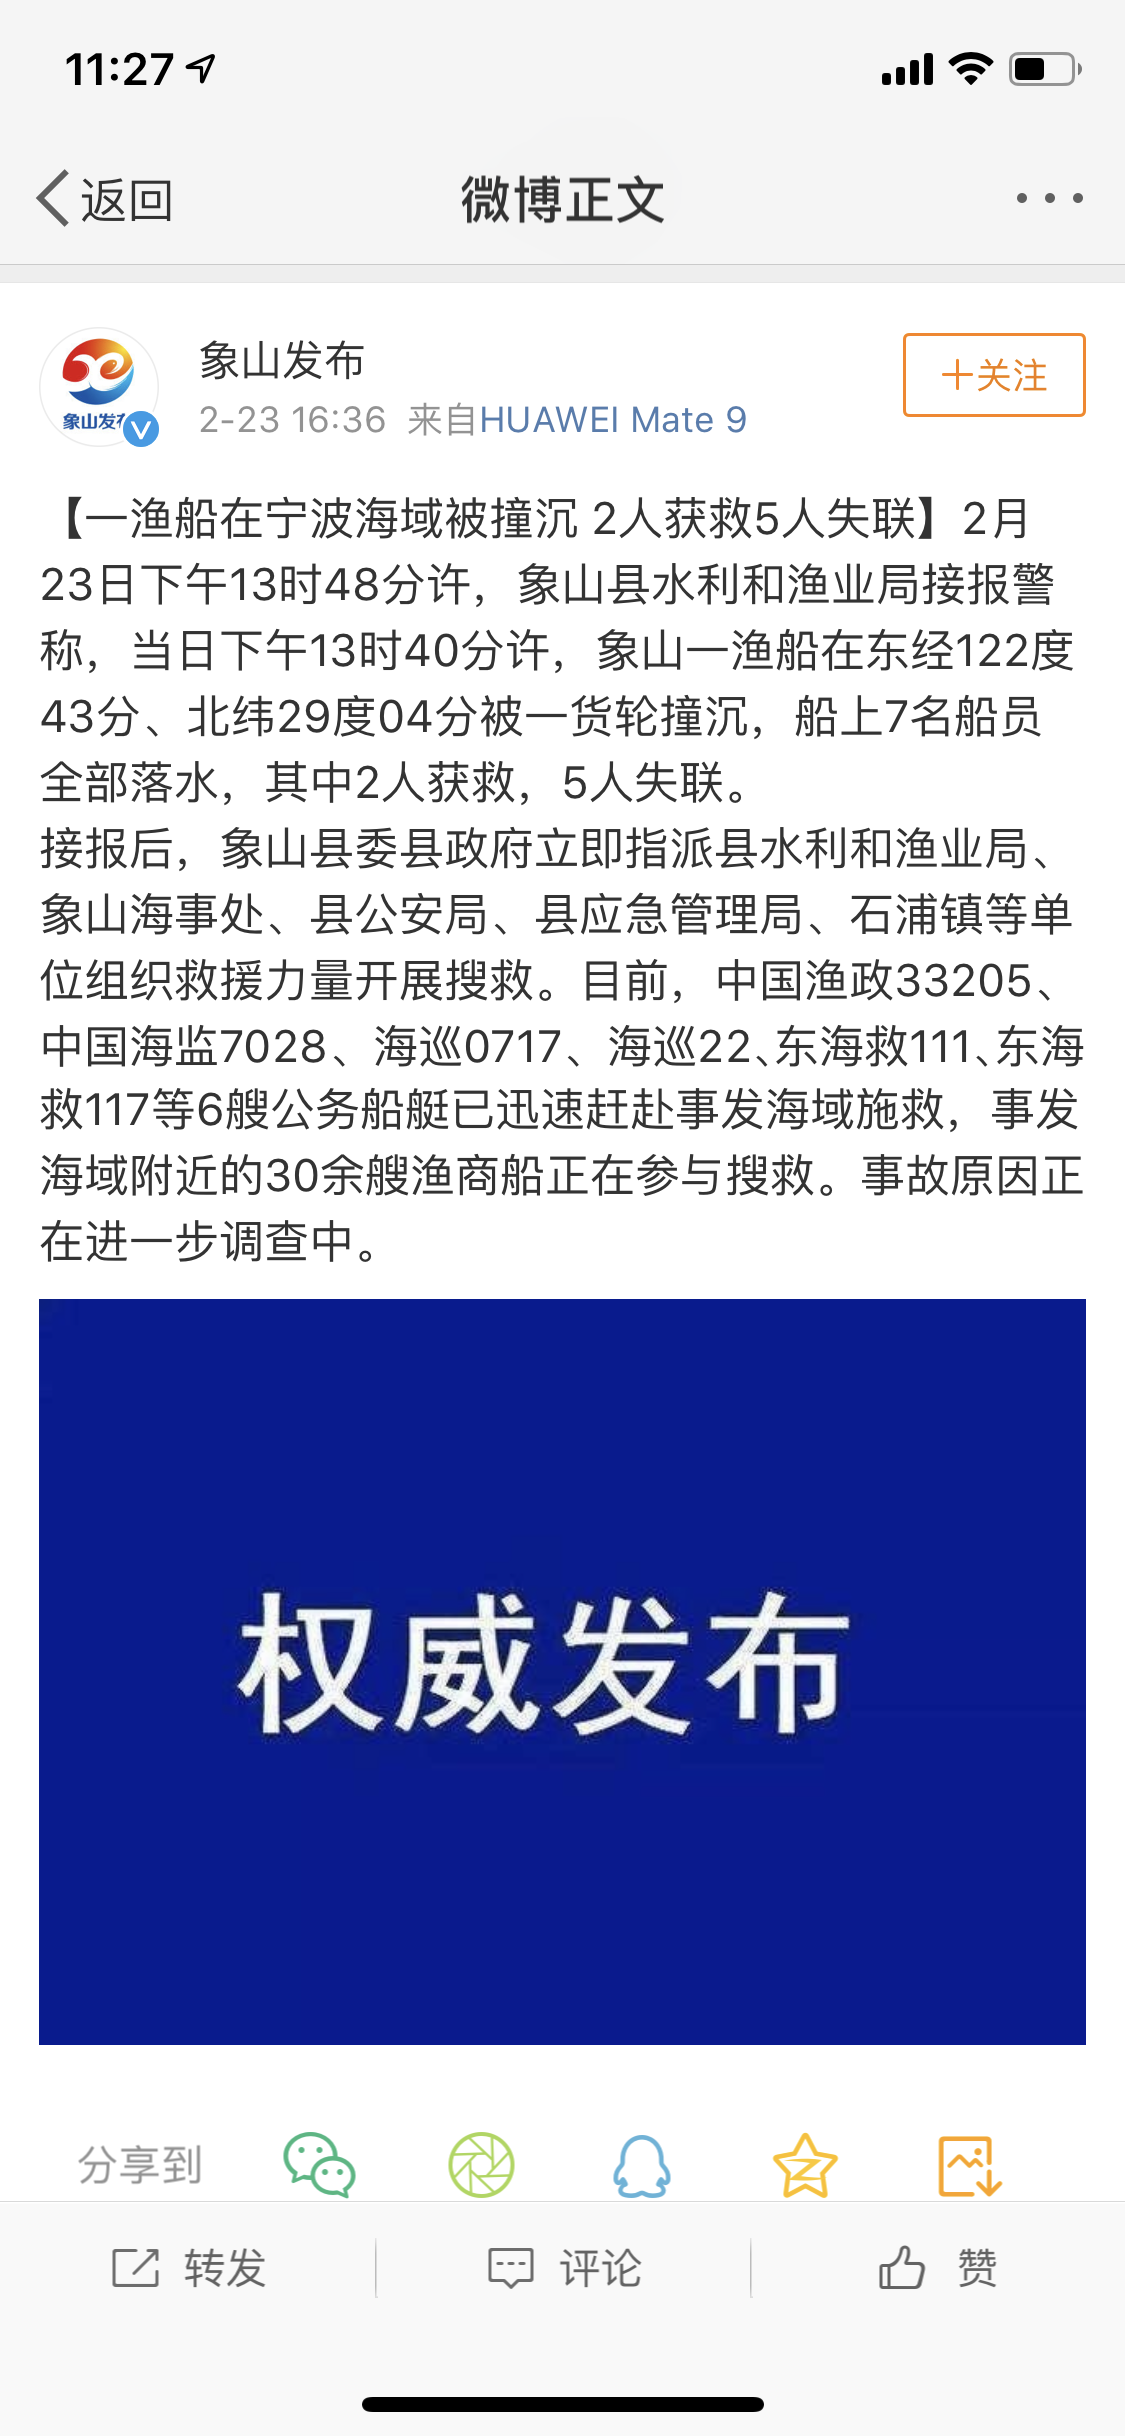 11:27
返回
微博正文
象山发布
+关注
2-23 16:36 来自HUAWEI Mate 9
象山发布
【一渔船在宁波海域被撞沉 2人获救5人失联】2月
23日下午13时48分许，象山县水利和渔业局接报警
称，当日下午13时40分许，象山一渔船在东经122度
43分、北纬29度04分被一货轮撞沉，船上7名船员
全部落水，其中2人获救，5人失联。
接报后，象山县委县政府立即指派县水利和渔业局、
象山海事处、县公安局、县应急管理局、石浦镇等单
位组织救援力量开展搜救。目前，中国渔政33205、
中国海监7028、海巡0717、海巡22、东海救111、东海
救117等6艘公务船艇已迅速赶赴事发海域施救，事发
海域附近的30余艘渔商船正在参与搜救。事故原因正
在进一步调查中。
权威发布
分享到
转发
评论
赞